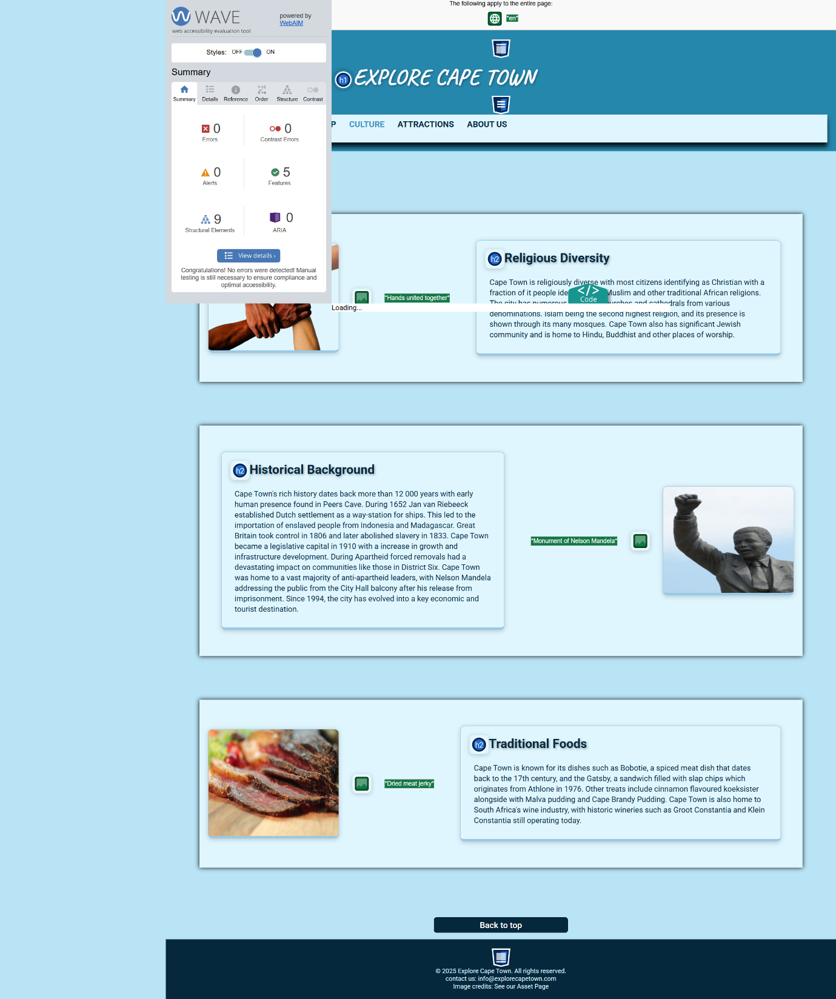 The following apply to the entire page:
*en*
WAVE
web accessibility evaluation tool
powered by
WebAIM
Styles: OFF ON
Summary
Summary Details Reference Order Structure Contrast
1→2
3→4
0
Errors
0
Contrast Errors
0
Alerts
5
Features
9
Structural Elements
0
ARIA
View details ›
Congratulations! No errors were detected! Manual
testing is still necessary to ensure compliance and
optimal accessibility.
h1 EXPLORE CAPE TOWN
P CULTURE ATTRACTIONS ABOUT US
*Hands united together*
Loading...
</>
Code
h2 Religious Diversity
Cape Town is religiously diverse with most citizens identifying as Christian with a
fraction of it people ide Muslim and other traditional African religions.
The city has numerous urches and cathedrals from various
denominations. Islam being the second highest religion, and its presence is
shown through its many mosques. Cape Town also has significant Jewish
community and is home to Hindu, Buddhist and other places of worship.
h2 Historical Background
Cape Town's rich history dates back more than 12 000 years with early
human presence found in Peers Cave. During 1652 Jan van Riebeeck
established Dutch settlement as a way-station for ships. This led to the
importation of enslaved people from Indonesia and Madagascar. Great
Britain took control in 1806 and later abolished slavery in 1833. Cape Town
became a legislative capital in 1910 with a increase in growth and
infrastructure development. During Apartheid forced removals had a
devastating impact on communities like those in District Six. Cape Town
was home to a vast majority of anti-apartheid leaders, with Nelson Mandela
addressing the public from the City Hall balcony after his release from
imprisonment. Since 1994, the city has evolved into a key economic and
tourist destination.
*Monument of Nelson Mandela*
*Dried meat jerky*
h2 Traditional Foods
Cape Town is known for its dishes such as Bobotie, a spiced meat dish that dates
back to the 17th century, and the Gatsby, a sandwich filled with slap chips which
originates from Athlone in 1976. Other treats include cinnamon flavoured koeksister
alongside with Malva pudding and Cape Brandy Pudding. Cape Town is also home to
South Africa's wine industry, with historic wineries such as Groot Constantia and Klein
Constantia still operating today.
Back to top
© 2025 Explore Cape Town. All rights reserved.
contact us: info@explorecapetown.com
Image credits: See our Asset Page